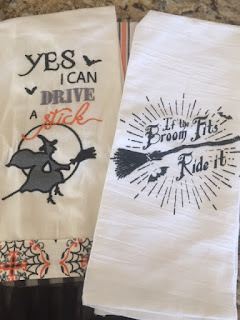 YES
I CAN
DRIVE
A Stick
If the
Broom Fits
Ride it